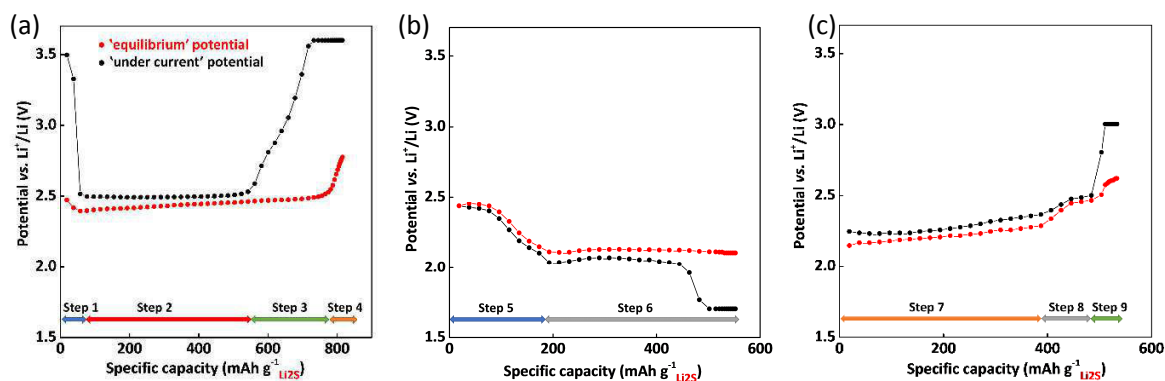 (a)
'equilibrium' potential
'under current' potential
Potential vs. Li⁺/Li (V)
3.5
3.0
2.5
2.0
1.5
Step 1
Step 2
Step 3
Step 4
0
200
400
600
800
Specific capacity (mAh g⁻¹Li2S)
(b)
Potential vs. Li⁺/Li (V)
3.5
3.0
2.5
2.0
1.5
Step 5
Step 6
0
200
400
600
Specific capacity (mAh g⁻¹Li2S)
(c)
Potential vs. Li⁺/Li (V)
3.5
3.0
2.5
2.0
1.5
Step 7
Step 8
Step 9
0
200
400
600
Specific capacity (mAh g⁻¹Li2S)